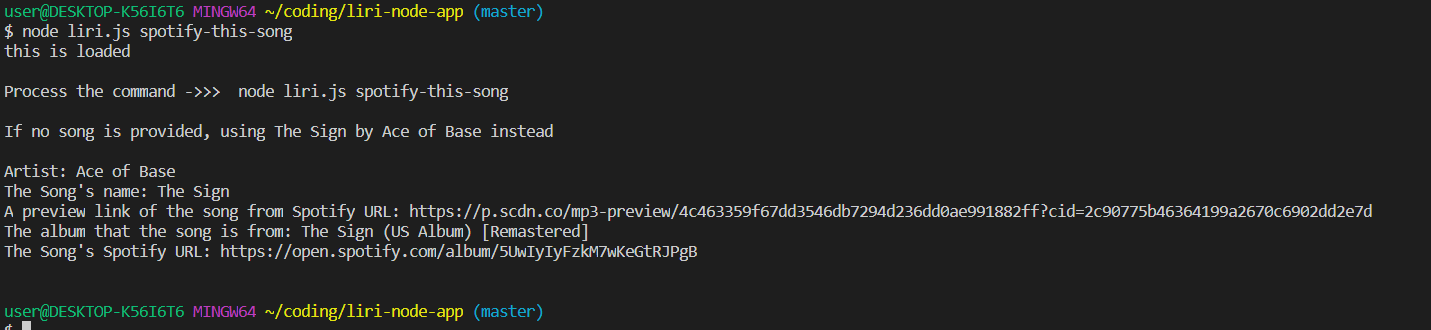 user@DESKTOP-K56I6T6 MINGW64 ~/coding/liri-node-app (master)
$ node liri.js spotify-this-song
this is loaded
Process the command ->>>  node liri.js spotify-this-song
If no song is provided, using The Sign by Ace of Base instead
Artist: Ace of Base
The Song's name: The Sign
A preview link of the song from Spotify URL: https://p.scdn.co/mp3-preview/4c463359f67dd3546db7294d236dd0ae991882ff?cid=2c90775b46364199a2670c6902dd2e7d
The album that the song is from: The Sign (US Album) [Remastered]
The Song's Spotify URL: https://open.spotify.com/album/5UwIyIyFzkM7wKeGtRJPgB
user@DESKTOP-K56I6T6 MINGW64 ~/coding/liri-node-app (master)
$